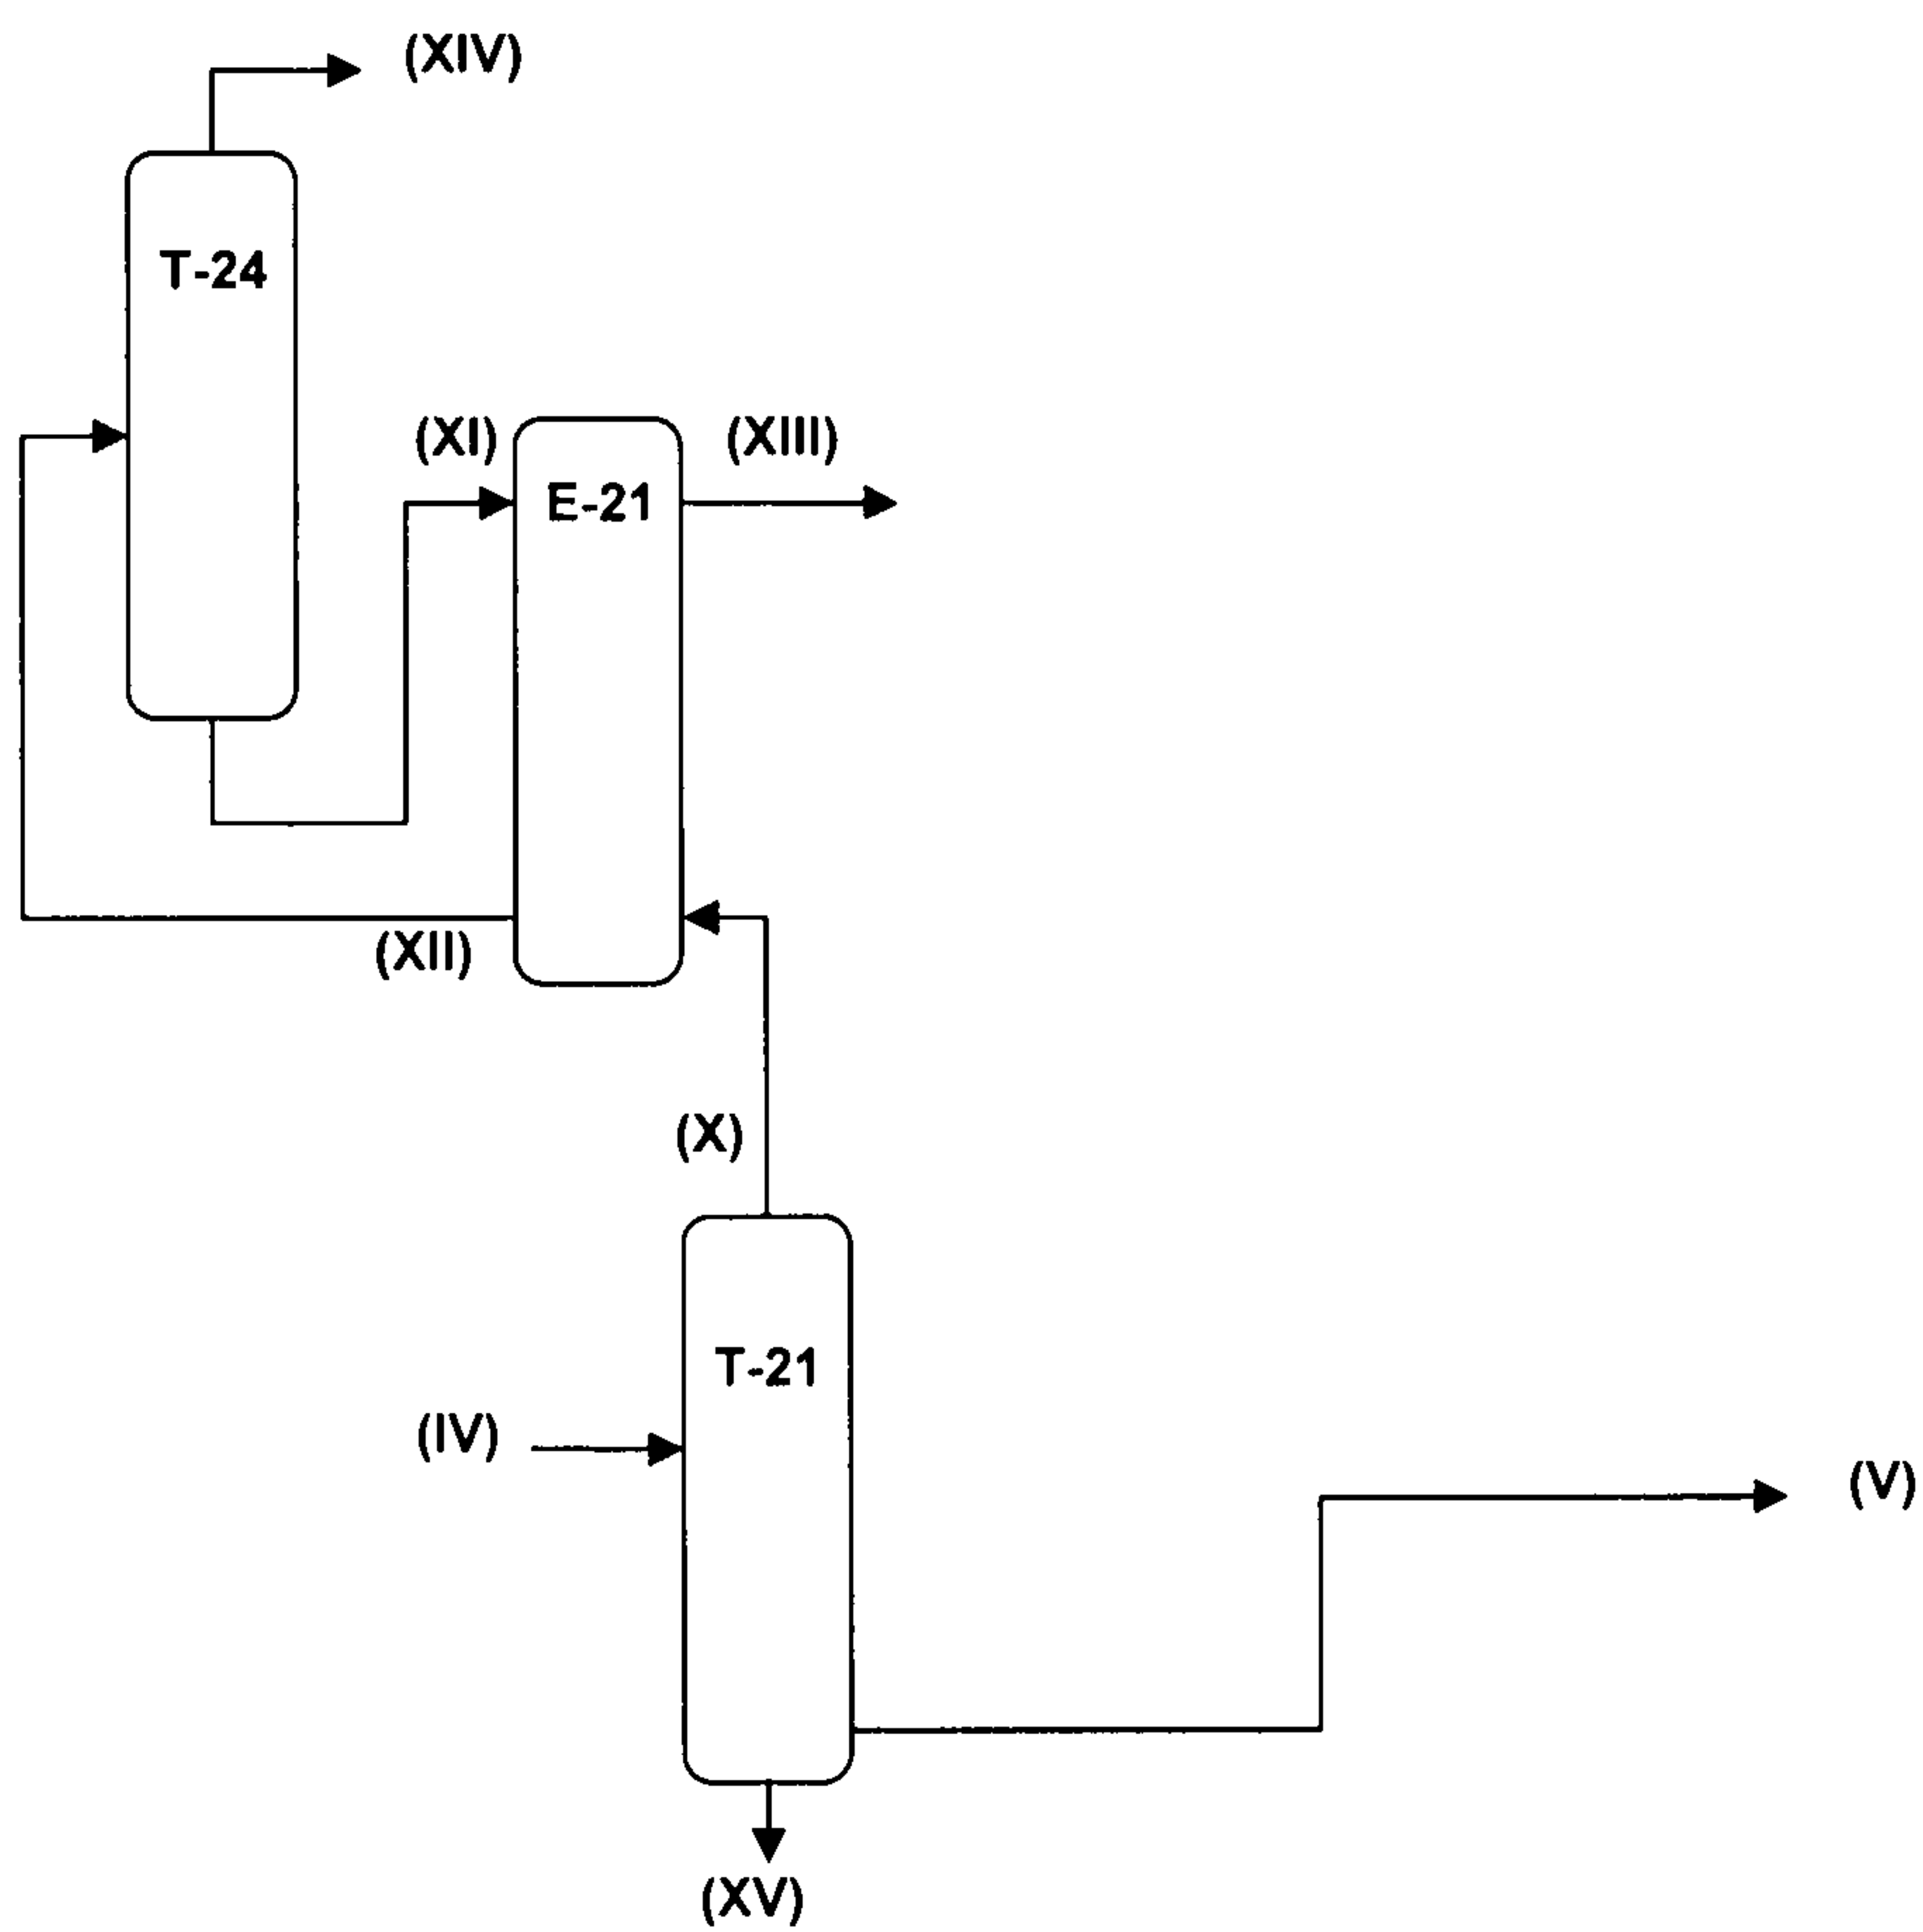 (XIV)
T-24
(XI)
(XIII)
E-21
(XII)
(X)
T-21
(IV)
(V)
(XV)